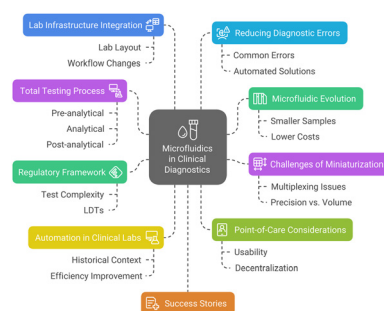 Lab Infrastructure Integration
Lab Layout
Workflow Changes
Total Testing Process
Pre-analytical
Analytical
Post-analytical
Regulatory Framework
Test Complexity
LDTs
Automation in Clinical Labs
Historical Context
Efficiency Improvement
Microfluidics
in Clinical
Diagnostics
Reducing Diagnostic Errors
Common Errors
Automated Solutions
Microfluidic Evolution
Smaller Samples
Lower Costs
Challenges of Miniaturization
Multiplexing Issues
Precision vs. Volume
Point-of-Care Considerations
Usability
Decentralization
Success Stories